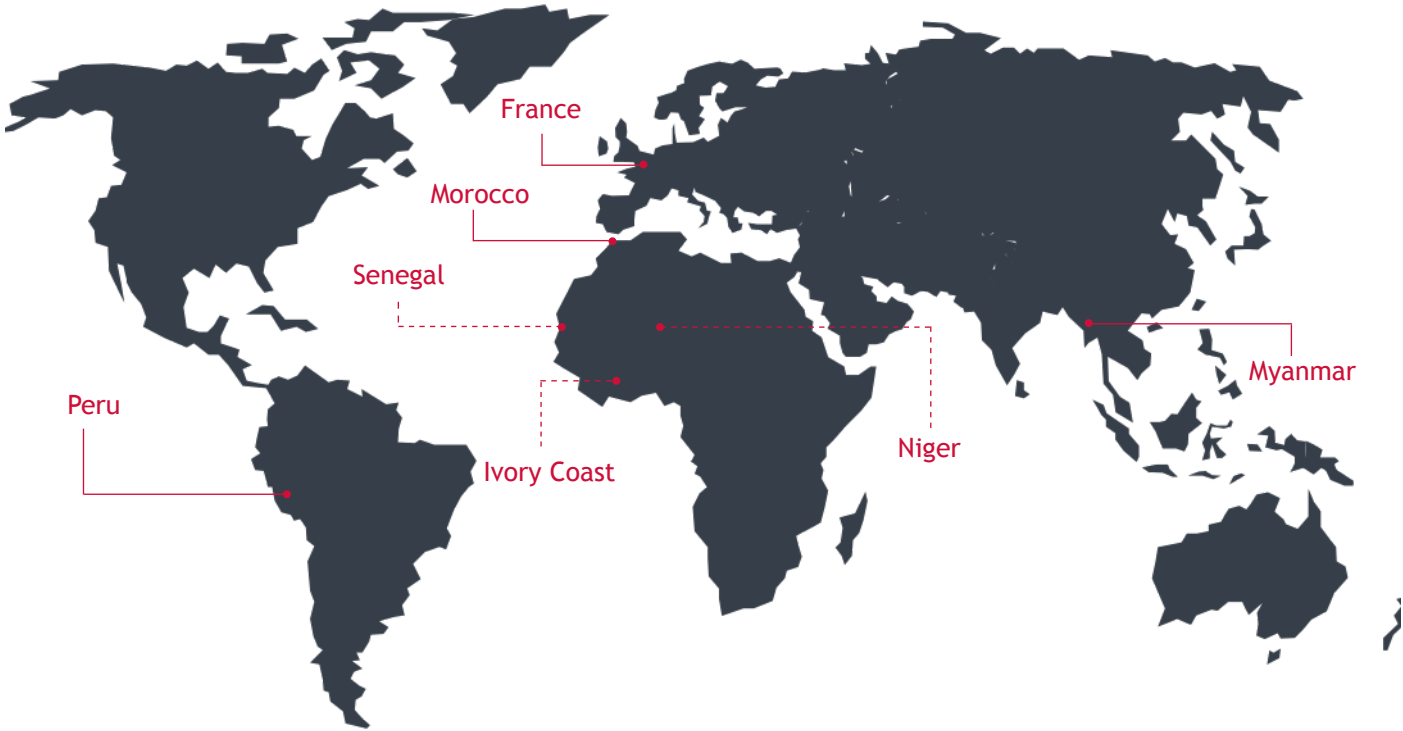 France
Morocco
Senegal
Myanmar
Peru
Niger
Ivory Coast